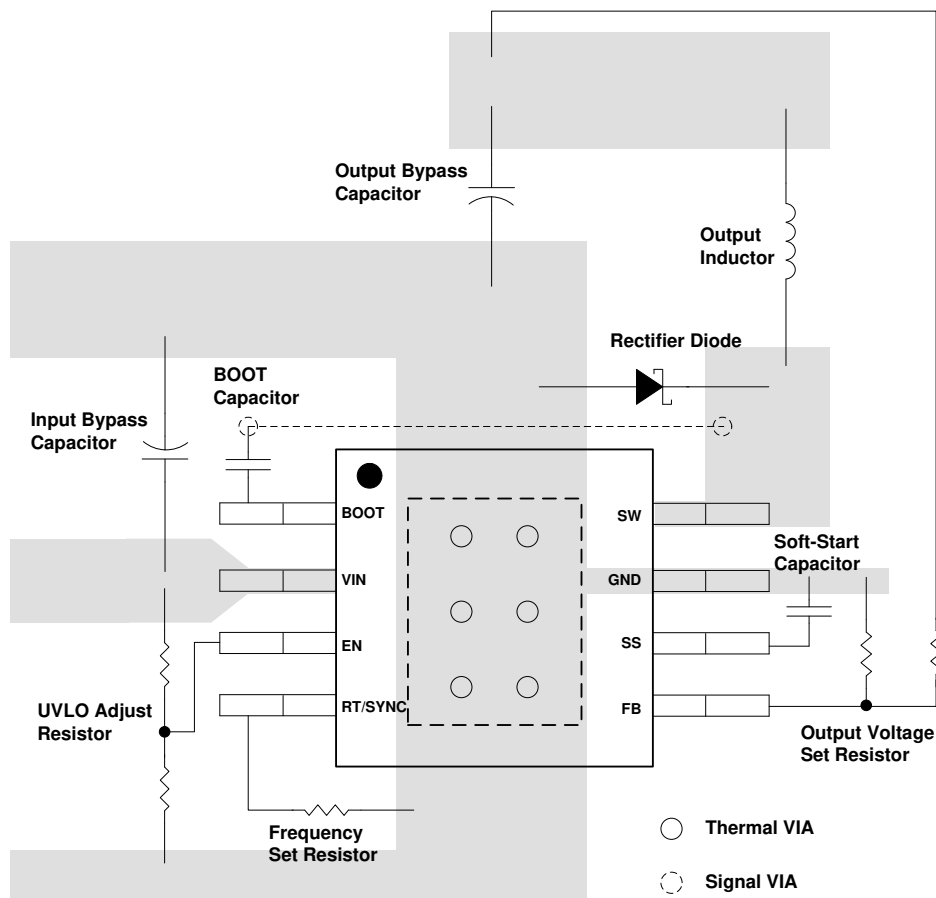 Output Bypass
Capacitor
Output
Inductor
Rectifier Diode
BOOT
Capacitor
Input Bypass
Capacitor
BOOT
SW
Soft-Start
Capacitor
VIN
GND
EN
SS
RT/SYNC
FB
UVLO Adjust
Resistor
Output Voltage
Set Resistor
Frequency
Set Resistor
Thermal VIA
Signal VIA